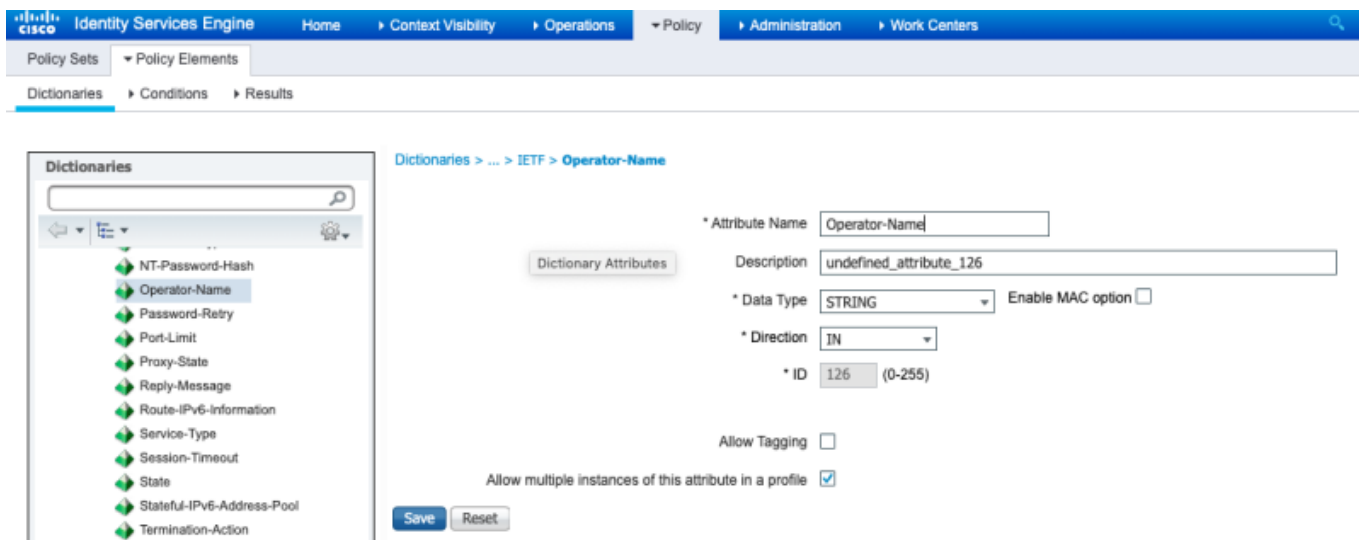 cisco Identity Services Engine Home Context Visibility Operations Policy Administration Work Centers
Policy Sets Policy Elements
Dictionaries Conditions Results
Dictionaries
Dictionaries > ... > IETF > Operator-Name
* Attribute Name Operator-Name
NT-Password-Hash
Dictionary Attributes
Description undefined_attribute_126
Operator-Name
* Data Type STRING Enable MAC option
Password-Retry
Port-Limit
* Direction IN
Proxy-State
* ID 126 (0-255)
Reply-Message
Route-IPv6-Information
Service-Type
Allow Tagging
Session-Timeout
State
Allow multiple instances of this attribute in a profile
Stateful-IPv6-Address-Pool
Save Reset
Termination-Action